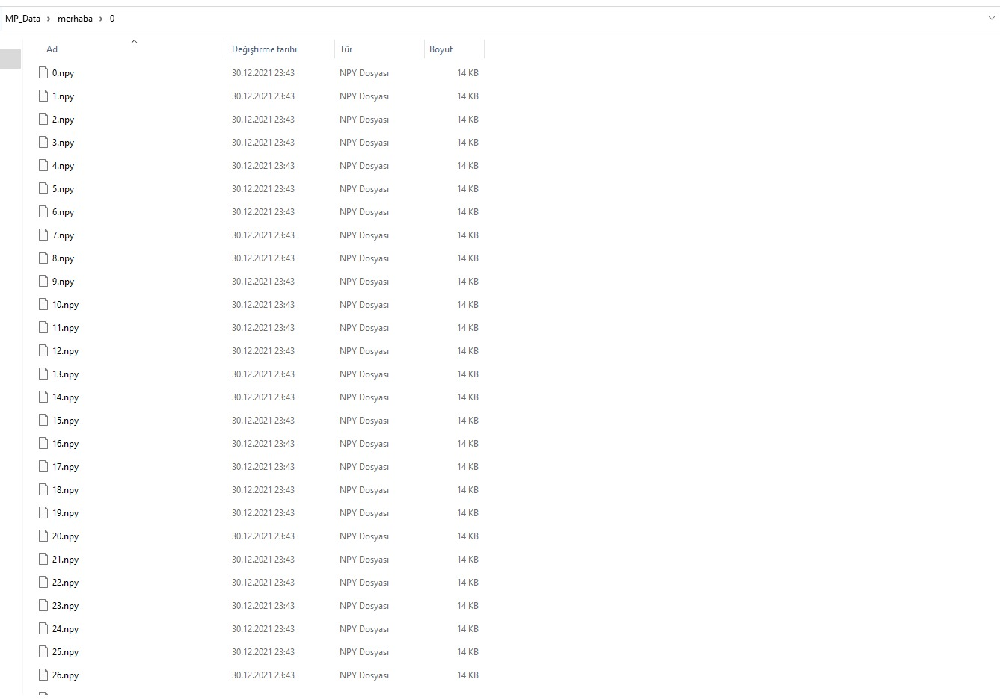 MP_Data > merhaba > 0
Ad Değiştirme tarihi Tür Boyut
0.npy 30.12.2021 23:43 NPY Dosyası 14 KB
1.npy 30.12.2021 23:43 NPY Dosyası 14 KB
2.npy 30.12.2021 23:43 NPY Dosyası 14 KB
3.npy 30.12.2021 23:43 NPY Dosyası 14 KB
4.npy 30.12.2021 23:43 NPY Dosyası 14 KB
5.npy 30.12.2021 23:43 NPY Dosyası 14 KB
6.npy 30.12.2021 23:43 NPY Dosyası 14 KB
7.npy 30.12.2021 23:43 NPY Dosyası 14 KB
8.npy 30.12.2021 23:43 NPY Dosyası 14 KB
9.npy 30.12.2021 23:43 NPY Dosyası 14 KB
10.npy 30.12.2021 23:43 NPY Dosyası 14 KB
11.npy 30.12.2021 23:43 NPY Dosyası 14 KB
12.npy 30.12.2021 23:43 NPY Dosyası 14 KB
13.npy 30.12.2021 23:43 NPY Dosyası 14 KB
14.npy 30.12.2021 23:43 NPY Dosyası 14 KB
15.npy 30.12.2021 23:43 NPY Dosyası 14 KB
16.npy 30.12.2021 23:43 NPY Dosyası 14 KB
17.npy 30.12.2021 23:43 NPY Dosyası 14 KB
18.npy 30.12.2021 23:43 NPY Dosyası 14 KB
19.npy 30.12.2021 23:43 NPY Dosyası 14 KB
20.npy 30.12.2021 23:43 NPY Dosyası 14 KB
21.npy 30.12.2021 23:43 NPY Dosyası 14 KB
22.npy 30.12.2021 23:43 NPY Dosyası 14 KB
23.npy 30.12.2021 23:43 NPY Dosyası 14 KB
24.npy 30.12.2021 23:43 NPY Dosyası 14 KB
25.npy 30.12.2021 23:43 NPY Dosyası 14 KB
26.npy 30.12.2021 23:43 NPY Dosyası 14 KB